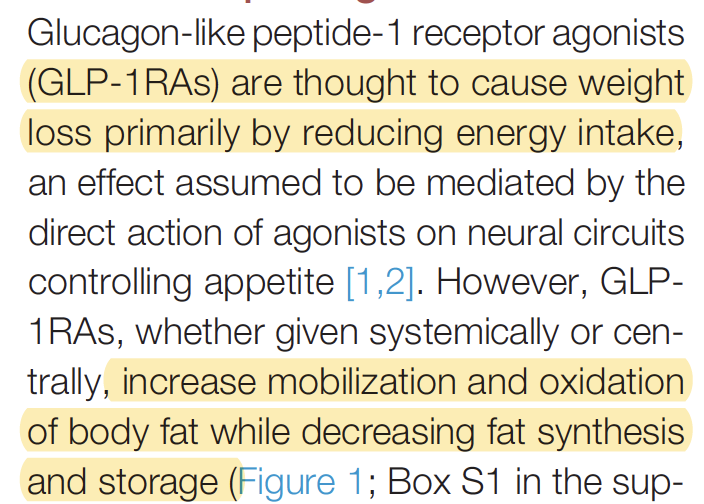 Glucagon-like peptide-1 receptor agonists
(GLP-1RAs) are thought to cause weight
loss primarily by reducing energy intake,
an effect assumed to be mediated by the
direct action of agonists on neural circuits
controlling appetite [1,2]. However, GLP-
1RAs, whether given systemically or cen-
trally, increase mobilization and oxidation
of body fat while decreasing fat synthesis
and storage (Figure 1; Box S1 in the sup-